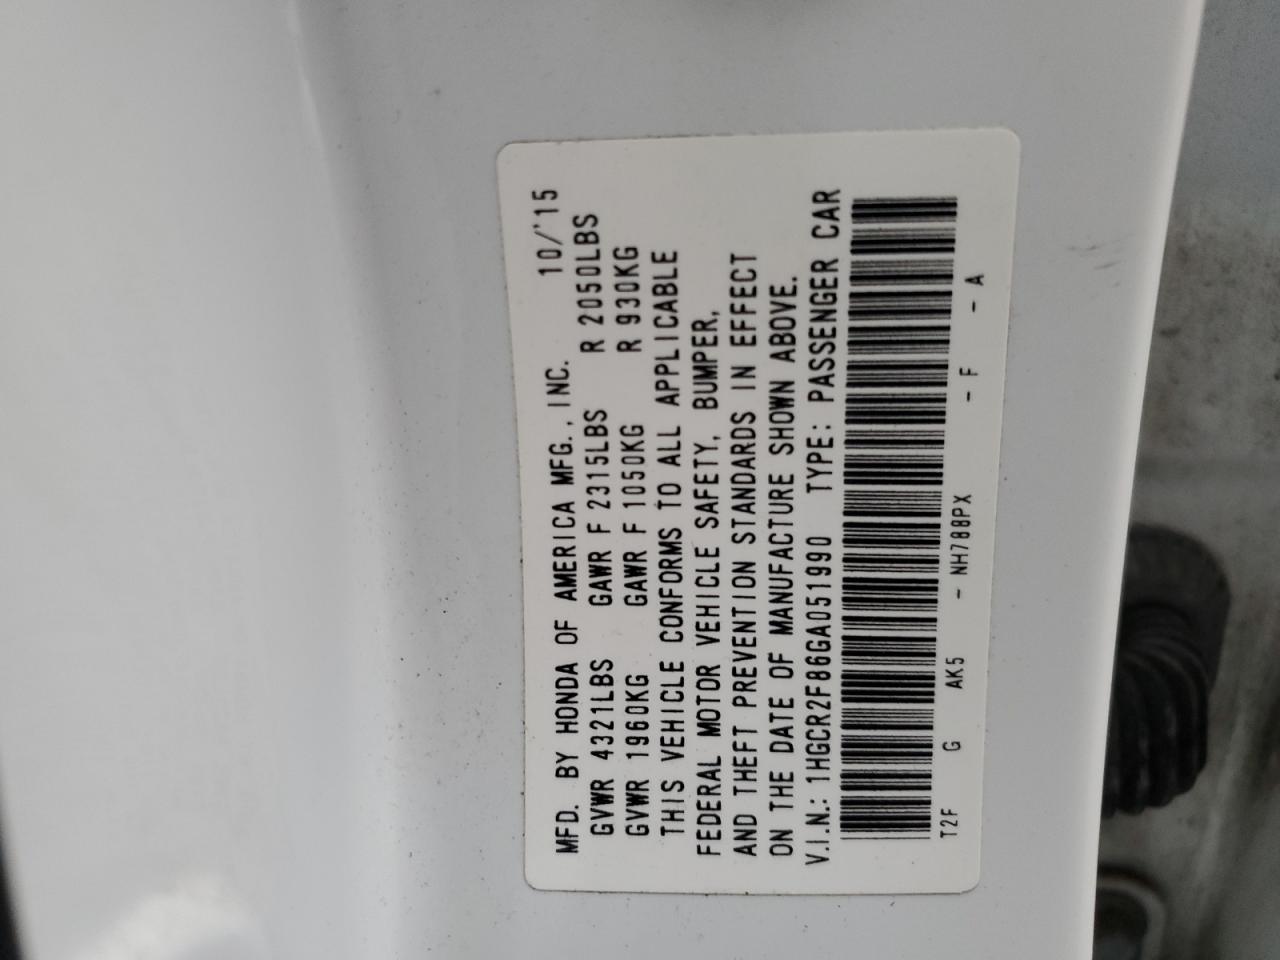 MFD. BY HONDA OF AMERICA MFG., INC. 10/'15
GVWR 4321LBS GAWR F 2315LBS R 2050LBS
GVWR 1960KG GAWR F 1050KG R 930KG
THIS VEHICLE CONFORMS TO ALL APPLICABLE
FEDERAL MOTOR VEHICLE SAFETY, BUMPER,
AND THEFT PREVENTION STANDARDS IN EFFECT
ON THE DATE OF MANUFACTURE SHOWN ABOVE.
V.I.N.: 1HGCR2F86GA051990 TYPE: PASSENGER CAR
T2F G AK5 - NH788PX - F - A